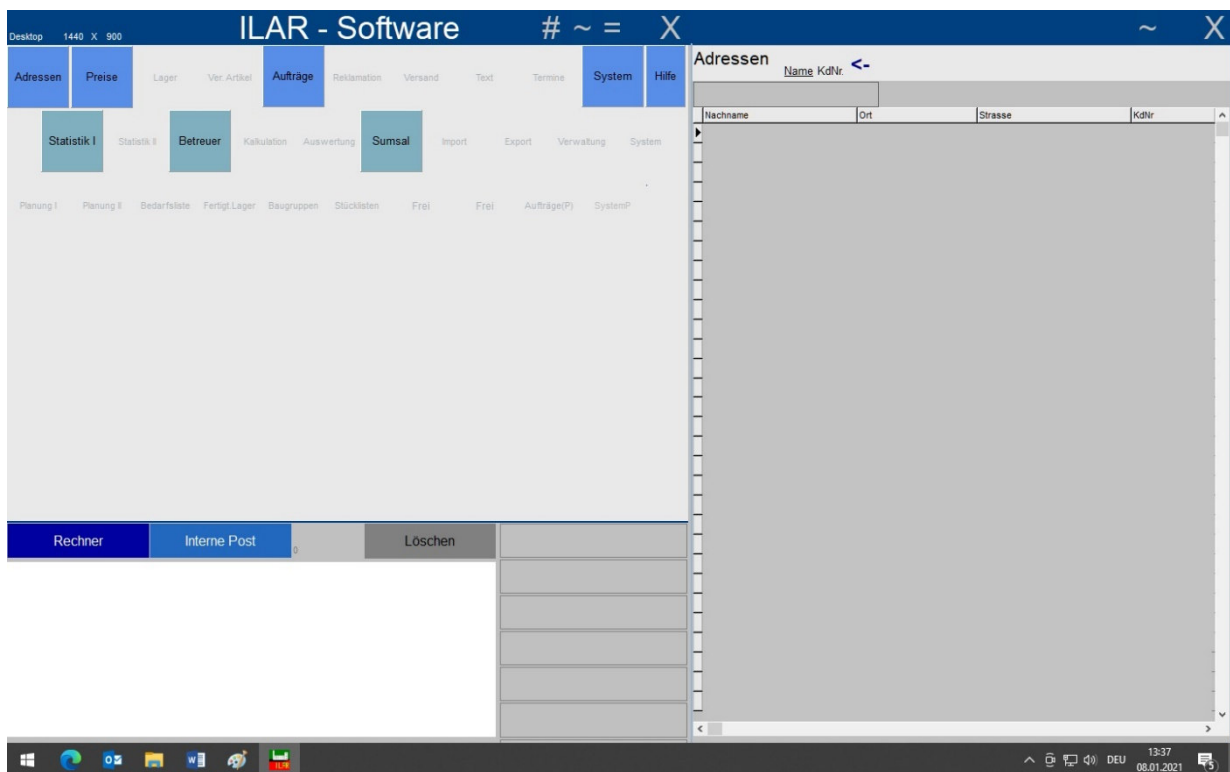 Desktop 1440 X 900 ILAR - Software # ~ = X ~ X
Adressen Preise Lager Ver. Artikel Aufträge Reklamation Versand Text Termine System Hilfe
Statistik I Statistik II Betreuer Kalkulation Auswertung Sumsal Import Export Verwaltung System
Planung I Planung II Bedarfsliste Fertigt.Lager Baugruppen Stücklisten Frei Frei Aufträge(P) SystemP
Adressen Name KdNr. <-
Nachname Ort Strasse KdNr
Rechner Interne Post 0 Löschen
DEU 13:37
08.01.2021 5